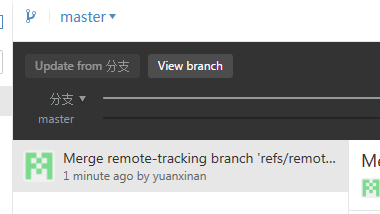 master
Update from 分支 View branch
分支
master
Merge remote-tracking branch 'refs/remot...
1 minute ago by yuanxinan
Me